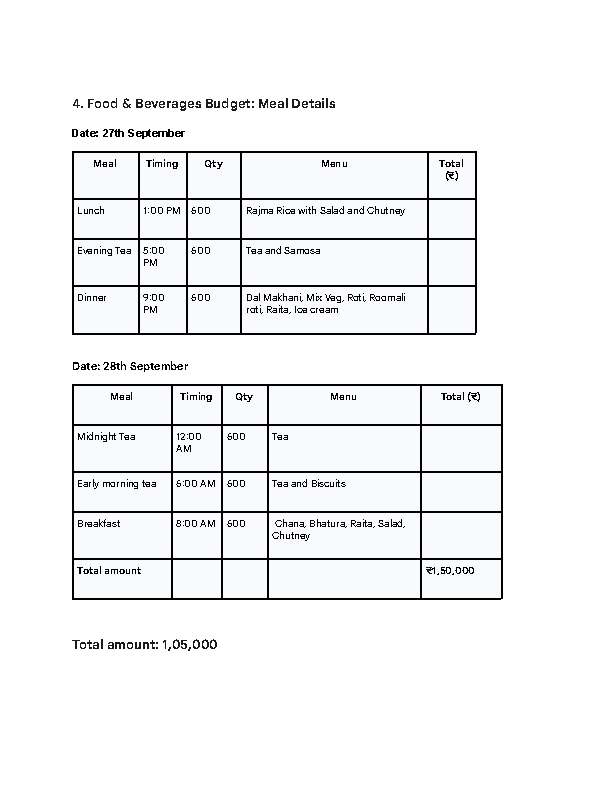 4. Food & Beverages Budget: Meal Details
Date: 27th September
Meal Timing Qty Menu Total (₹)
Lunch 1:00 PM 600 Rajma Rice with Salad and Chutney
Evening Tea 5:00 PM 600 Tea and Samosa
Dinner 9:00 PM 600 Dal Makhani, Mix Veg, Roti, Roomali
roti, Raita, Ice cream
Date: 28th September
Meal Timing Qty Menu Total (₹)
Midnight Tea 12:00 AM 600 Tea
Early morning tea 6:00 AM 600 Tea and Biscuits
Breakfast 8:00 AM 600 Chana, Bhatura, Raita, Salad,
Chutney
Total amount ₹1,50,000
Total amount: 1,05,000